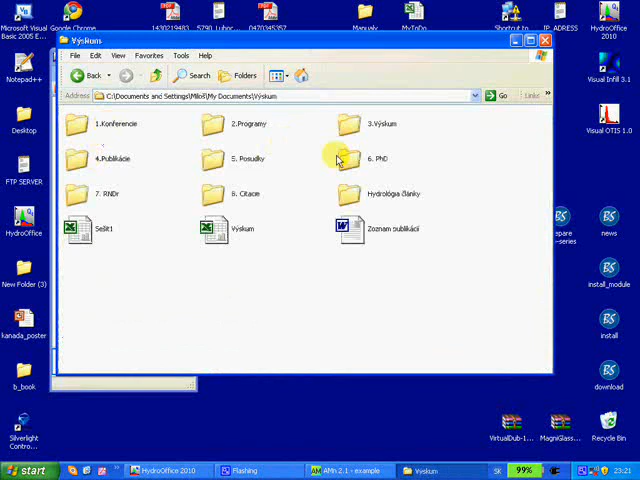 Microsoft Visual
Basic 2005 E...
Google Chrome
1430219483
5790_Lubor...
0470345357
Manualy
MyToDo
Shortcut to
IP_ADRESS
HydroOffice
2010
Výskum
File Edit View Favorites Tools Help
Back Search Folders
Address C:\Documents and Settings\Miloš\My Documents\Výskum Go Links »
1.Konferencie 2.Programy 3.Výskum
4.Publikácie 5. Posudky 6. PhD
7. RNDr 8. Citacie Hydrológia články
Sešit1 Výskum Zoznam publikácií
Notepad++
Desktop
FTP SERVER
HydroOffice
New Folder (3)
kanada_poster
b_book
Silverlight
Contro...
Visual Infill 3.1
Visual OTIS 1.0
epare
-series
news
install_module
install
download
VirtualDub-1...
MagniGlass...
Recycle Bin
start HydroOffice 2010 Flashing AMn 2.1 - example Výskum SK 99% 23:21